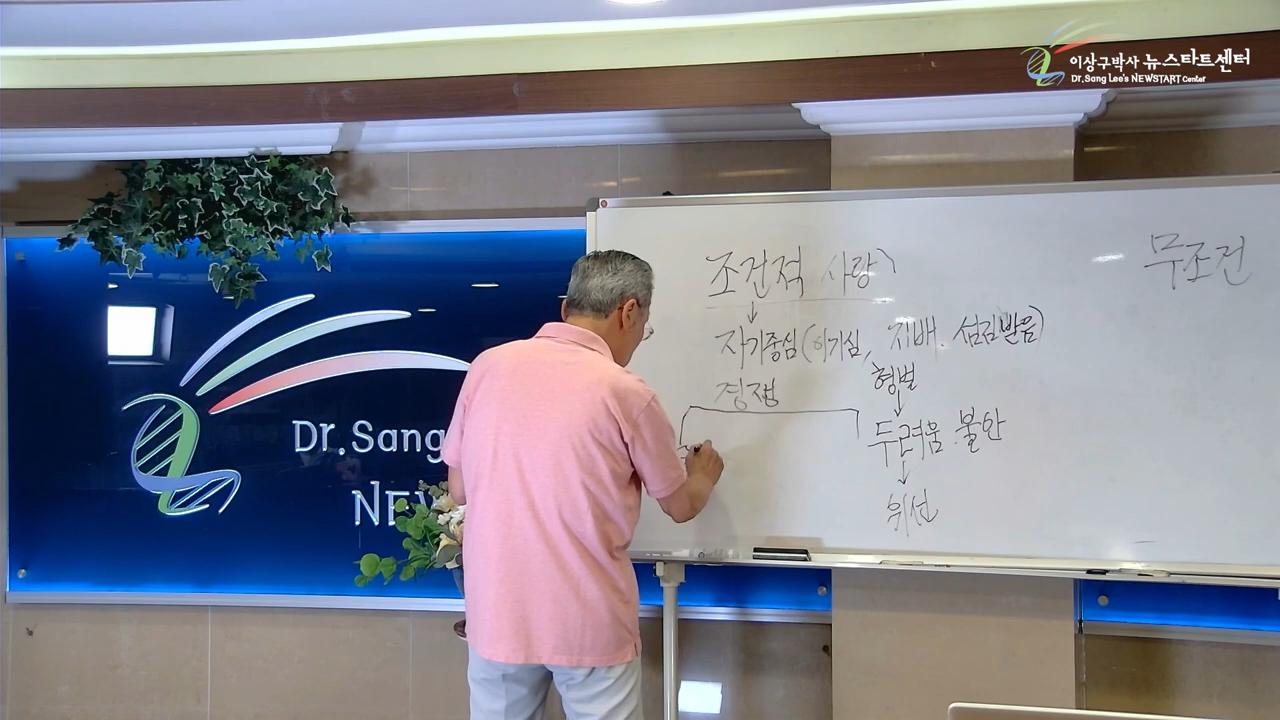 이상구박사 뉴스타트센터
Dr. Sang Lee's NEWSTART Center
조건적 사랑
무조건
자기중심(이기심, 지배. 섬김받음)
경쟁
형벌
두려움 불안
위선
Dr. Sang
NEW